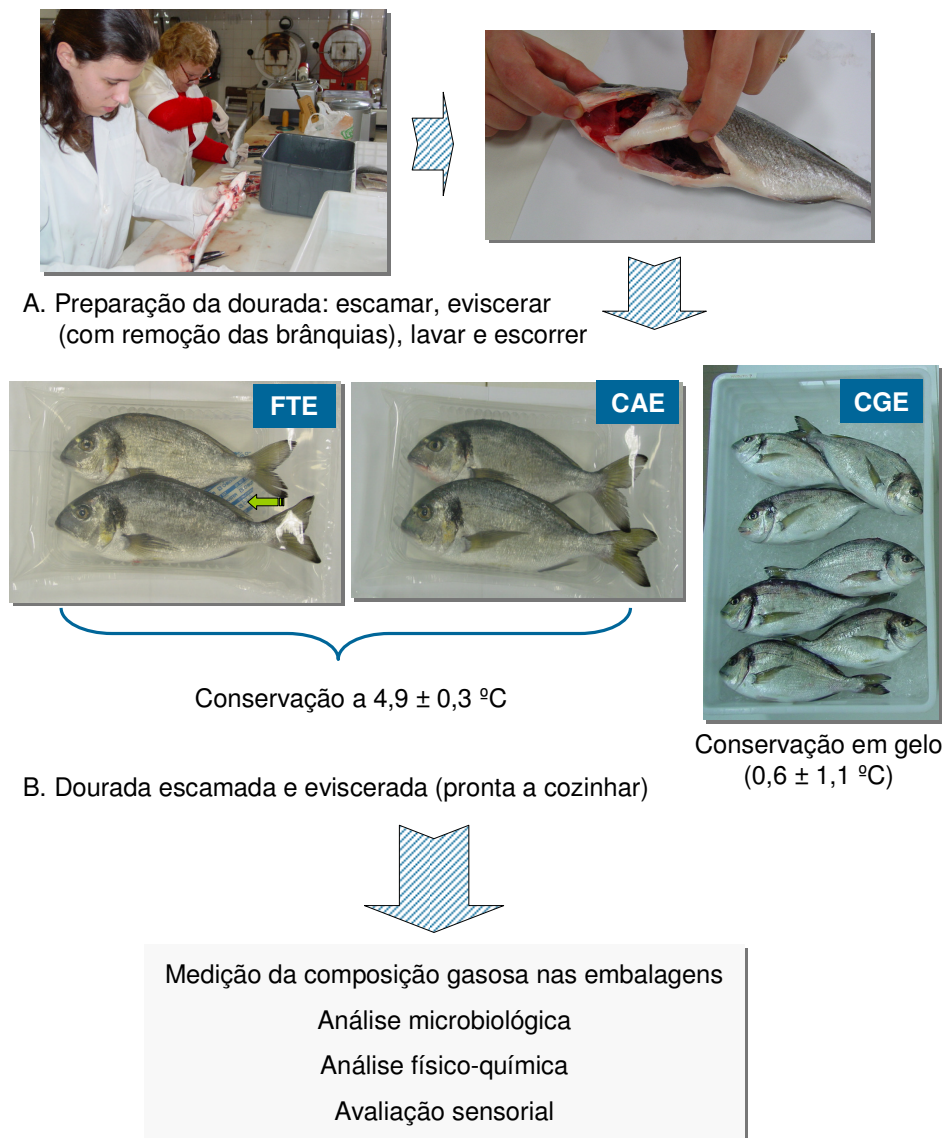 A. Preparação da dourada: escamar, eviscerar
(com remoção das brânquias), lavar e escorrer
FTE
CAE
CGE
Conservação a 4,9 ± 0,3 ºC
Conservação em gelo
(0,6 ± 1,1 ºC)
B. Dourada escamada e eviscerada (pronta a cozinhar)
Medição da composição gasosa nas embalagens
Análise microbiológica
Análise físico-química
Avaliação sensorial